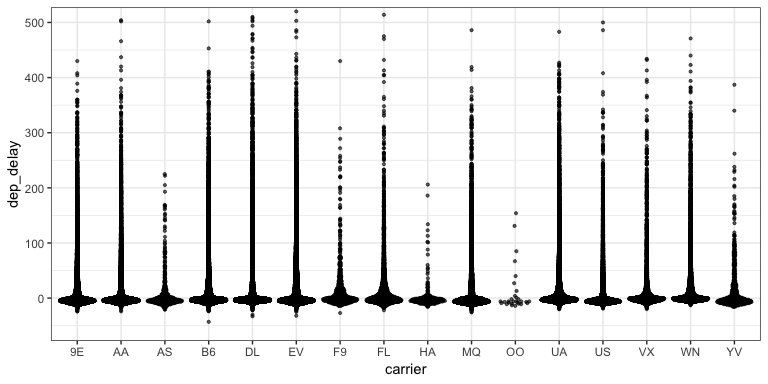 dep_delay
500
400
300
200
100
0
9E AA AS B6 DL EV F9 FL HA MQ OO UA US VX WN YV
carrier